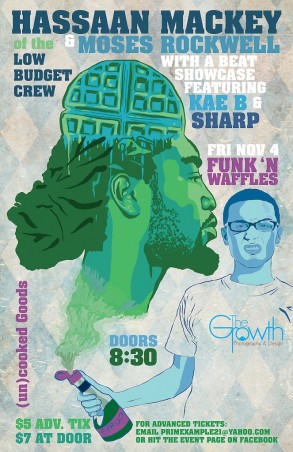 HASSAAN MACKEY
of the
LOW
BUDGET
CREW
& MOSES ROCKWELL
WITH A BEAT
SHOWCASE
FEATURING
KAE B &
SHARP
FRI NOV 4
FUNK 'N
WAFFLES
The
Growth
Photography & Design
(un)cooked Goods
DOORS
8:30
$5 ADV. TIX
$7 AT DOOR
FOR ADVANCED TICKETS:
EMAIL PRIMEXAMPLE21@YAHOO.COM
OR HIT THE EVENT PAGE ON FACEBOOK